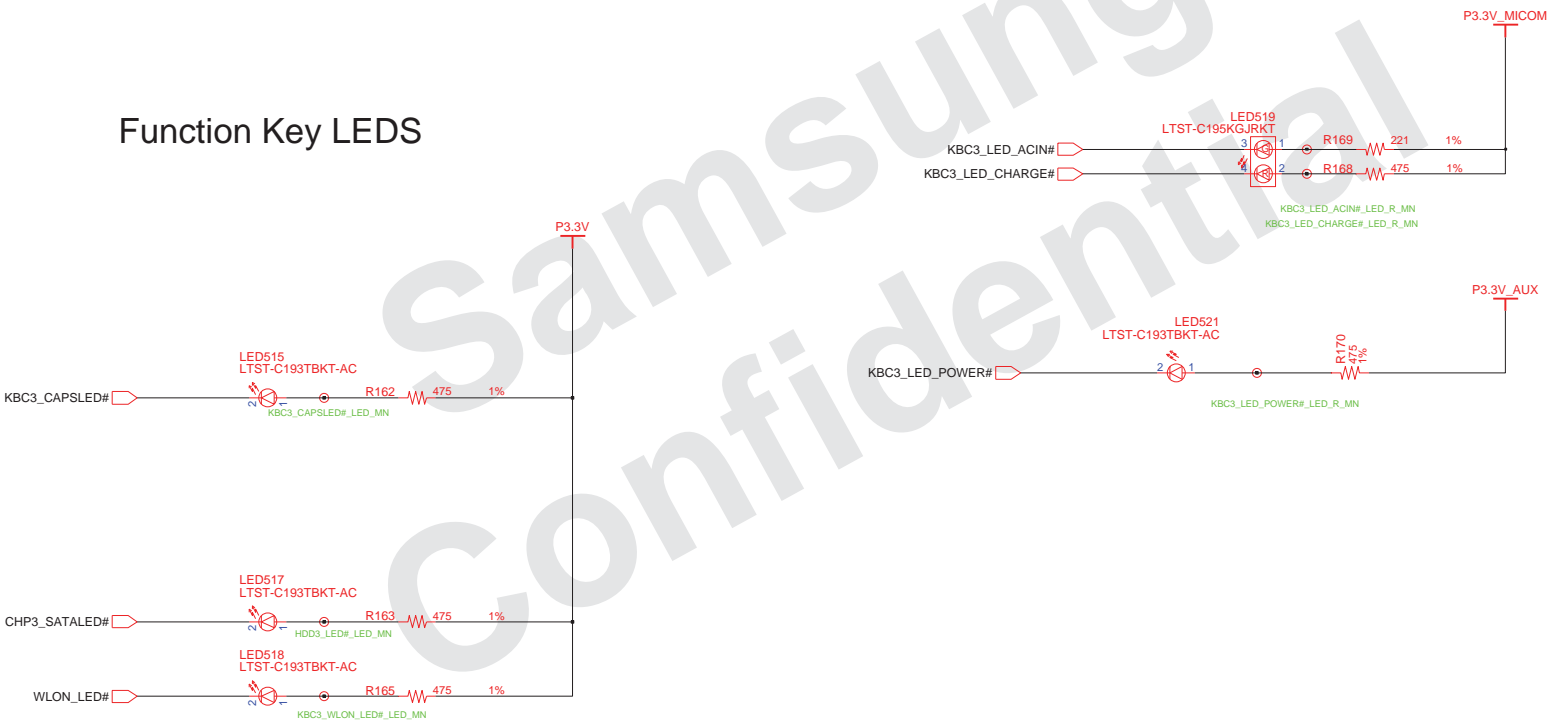 Samsung
Confidential
Function Key LEDS
P3.3V
LED515
LTST-C193TBKT-AC
KBC3_CAPSLED#
2
1
R162
475
1%
KBC3_CAPSLED#_LED_MN
LED517
LTST-C193TBKT-AC
CHP3_SATALED#
2
1
R163
475
1%
HDD3_LED#_LED_MN
LED518
LTST-C193TBKT-AC
WLON_LED#
2
1
R165
475
1%
KBC3_WLON_LED#_LED_MN
P3.3V_MICOM
LED519
LTST-C195KGJRKT
KBC3_LED_ACIN#
3
G
1
R169
221
1%
KBC3_LED_CHARGE#
4
R
2
R168
475
1%
KBC3_LED_ACIN#_LED_R_MN
KBC3_LED_CHARGE#_LED_R_MN
P3.3V_AUX
LED521
LTST-C193TBKT-AC
KBC3_LED_POWER#
2
1
R170
475
1%
KBC3_LED_POWER#_LED_R_MN